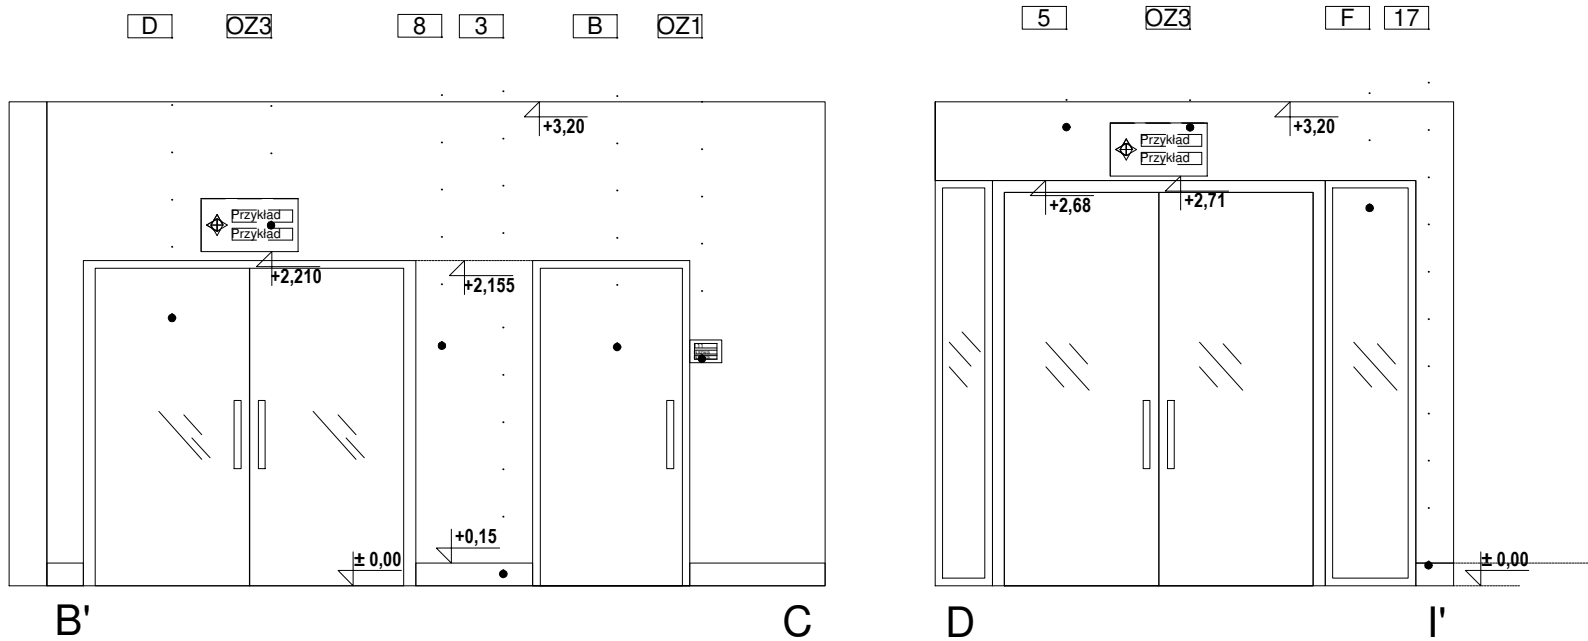 D OZ3 8 3 B OZ1 5 OZ3 F 17
+3,20 +3,20
Przykład
Przykład
Przykład
Przykład
+2,68 +2,71
+2,210 +2,155
+0,15
± 0,00 ± 0,00
B' C D I'